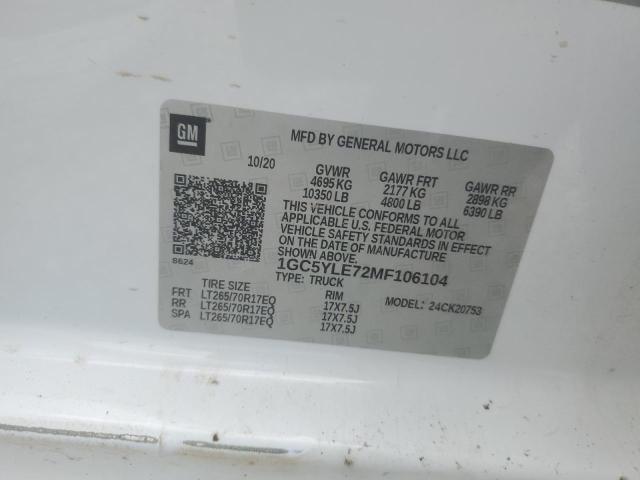 GM
MFD BY GENERAL MOTORS LLC
10/20 GVWR GAWR FRT GAWR RR
4695 KG 2177 KG 2898 KG
10350 LB 4800 LB 6390 LB
THIS VEHICLE CONFORMS TO ALL
APPLICABLE U.S. FEDERAL MOTOR
VEHICLE SAFETY STANDARDS IN EFFECT
ON THE DATE OF MANUFACTURE
SHOWN ABOVE.
S624
1GC5YLE72MF106104
TYPE: TRUCK
TIRE SIZE RIM MODEL: 24CK20753
FRT LT265/70R17EQ 17X7.5J
RR LT265/70R17EQ 17X7.5J
SPA LT265/70R17EQ 17X7.5J